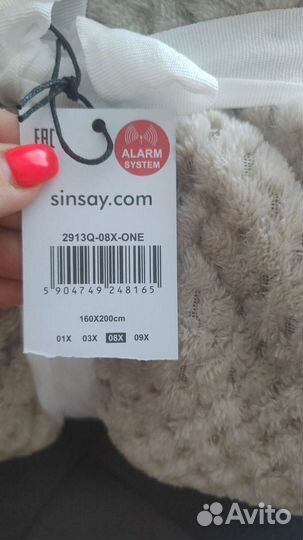 EAC
ALARM
SYSTEM
sinsay.com
2913Q-08X-ONE
5 904749 248165
160X200cm
01X 03X 08X 09X
Avito